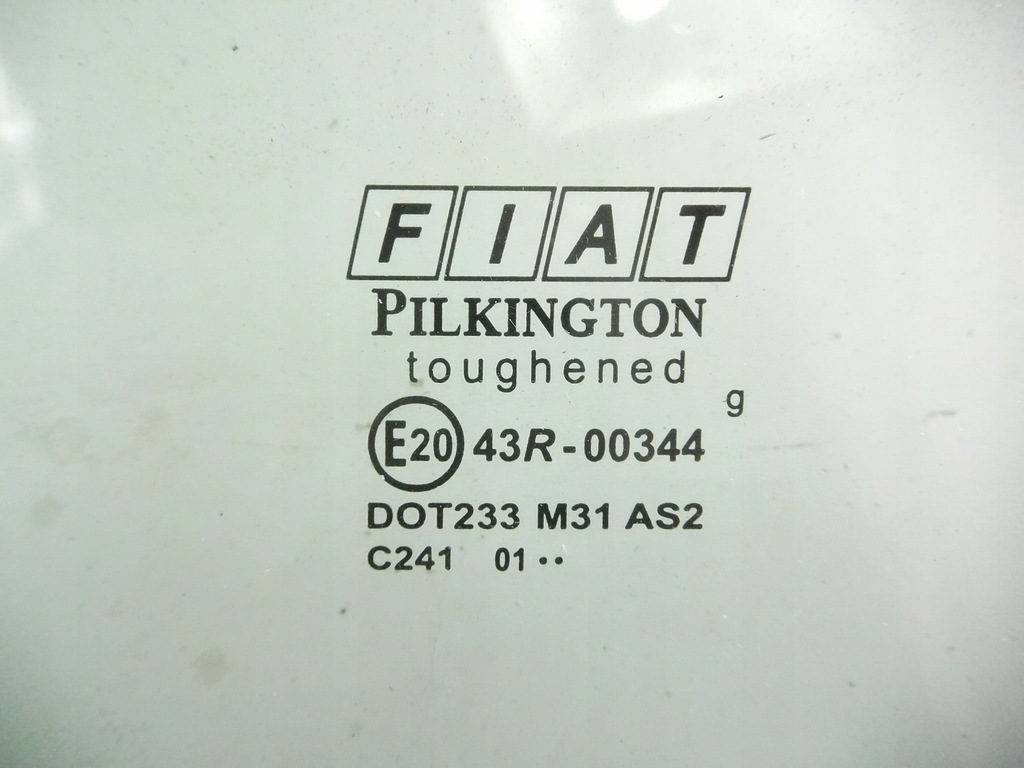 FIAT
PILKINGTON
toughened
g
E20 43R-00344
DOT233 M31 AS2
C241 01 ••